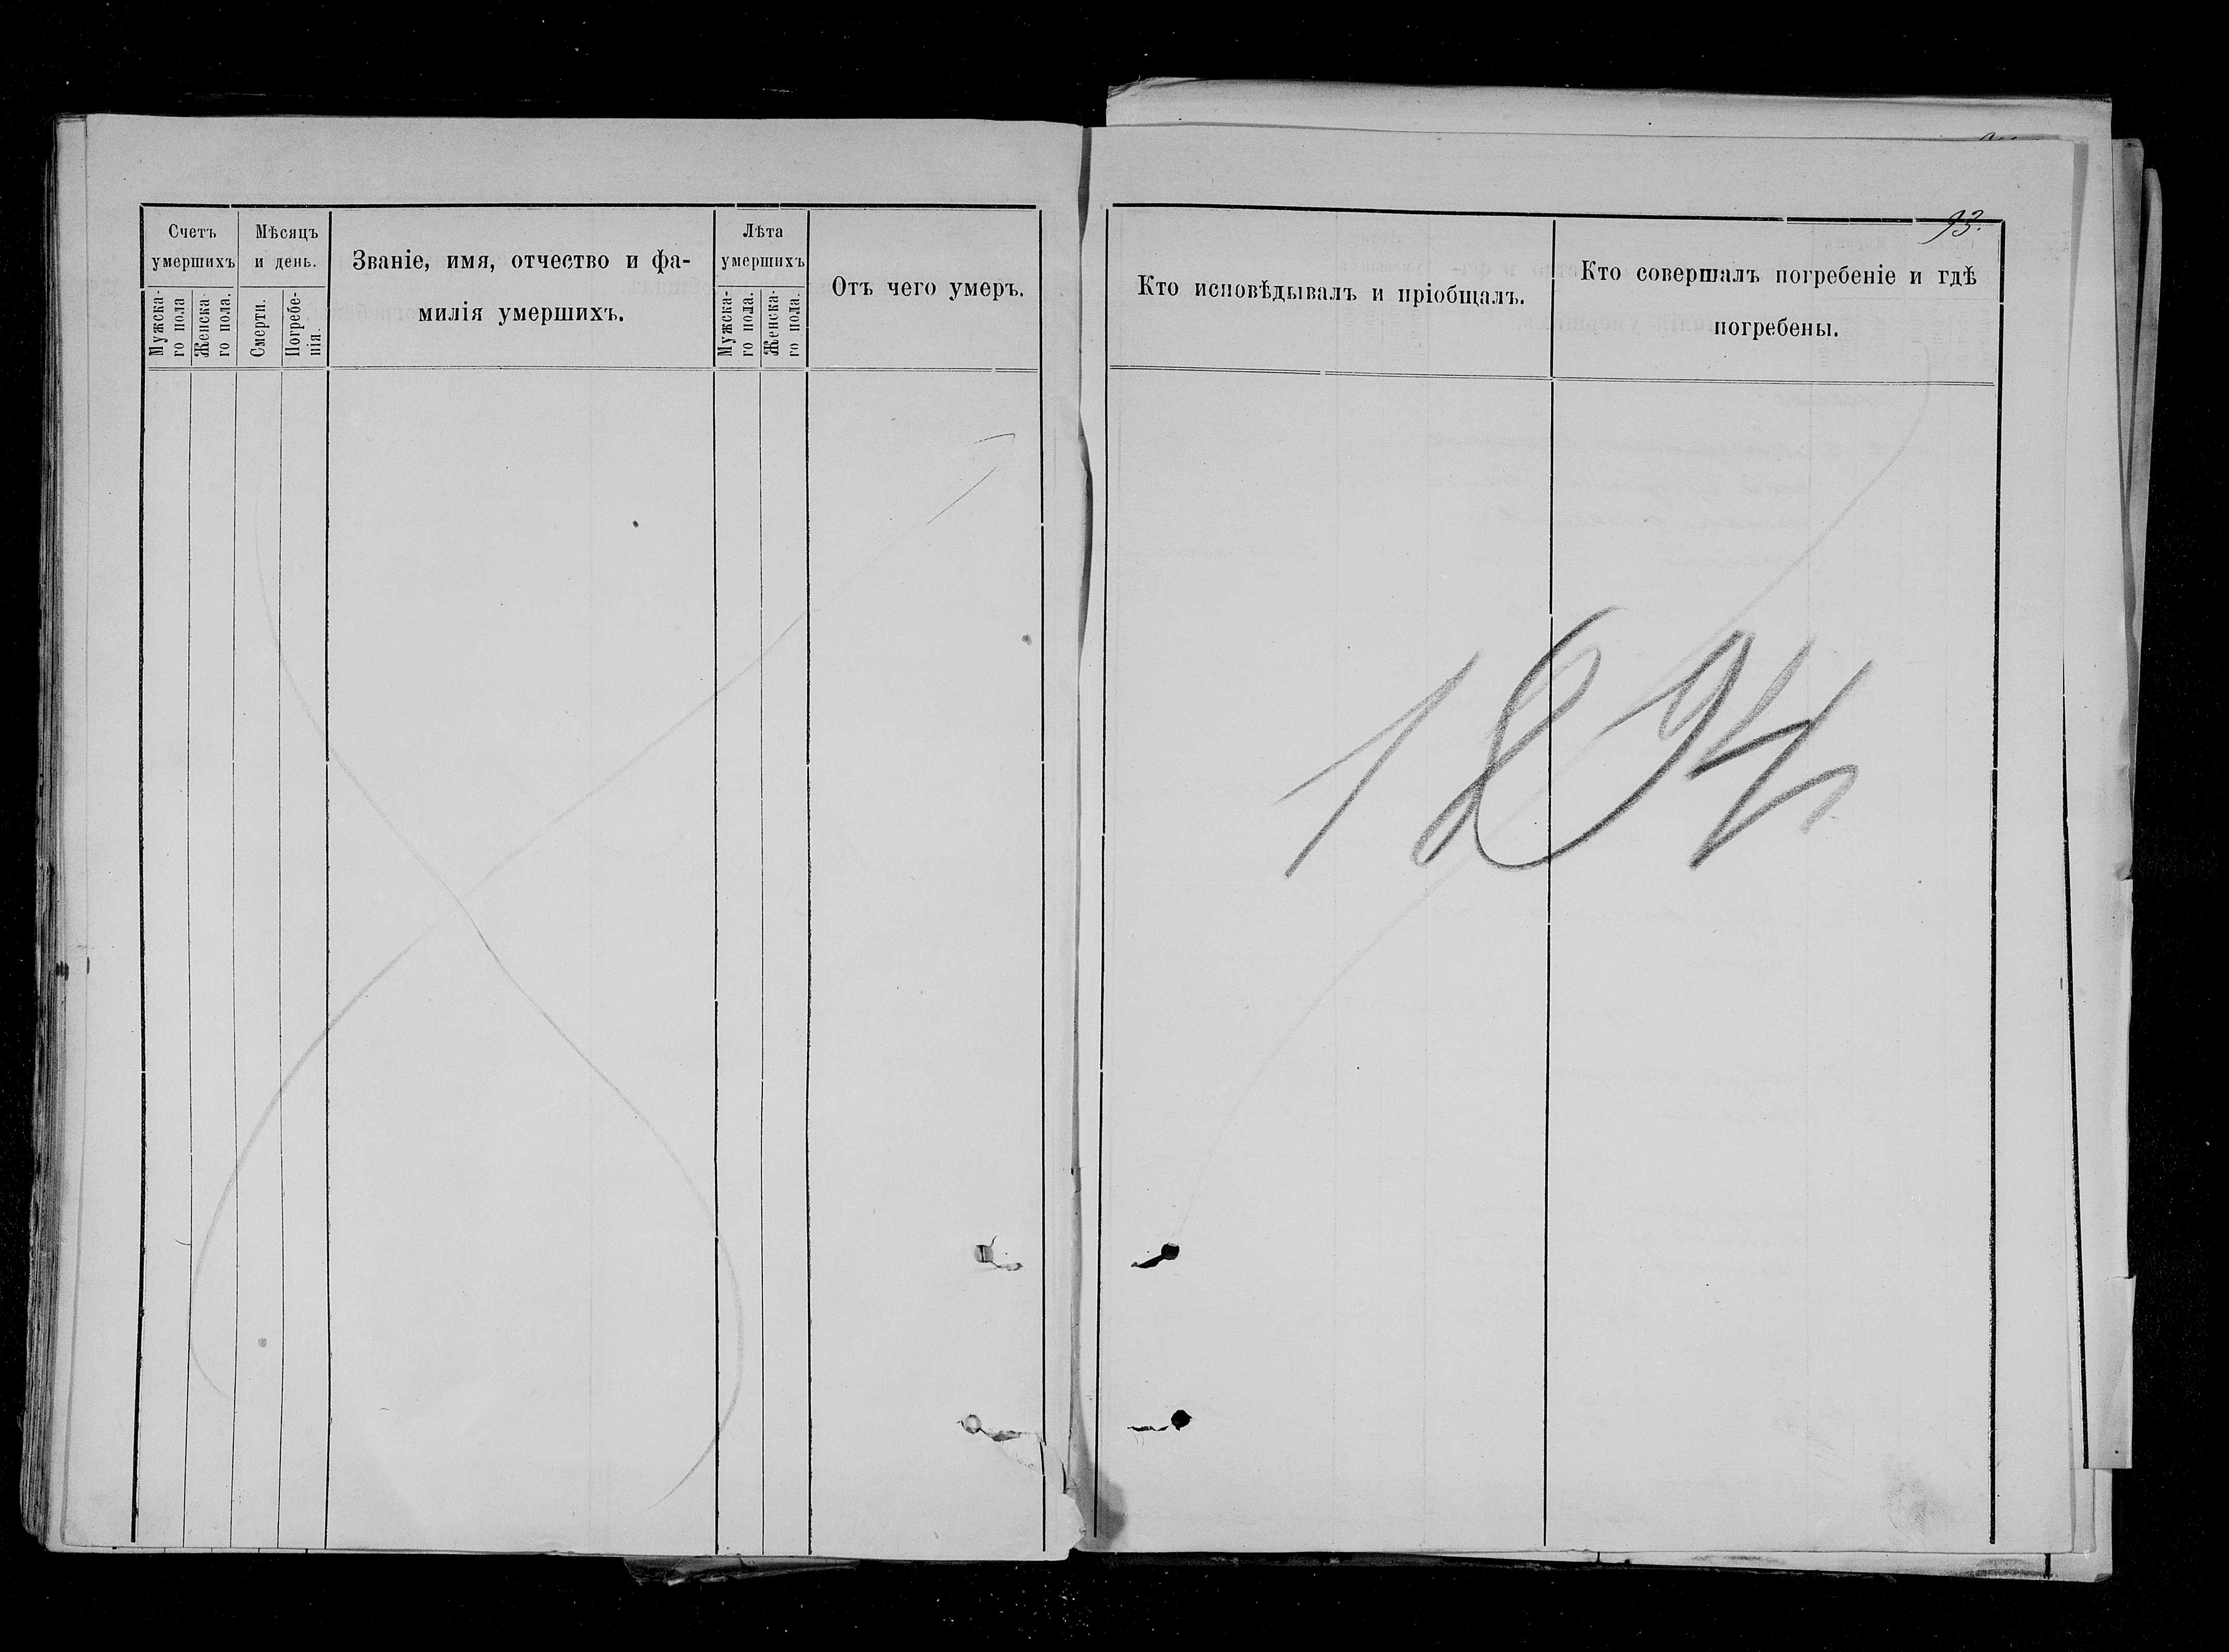 Счетъ
умершихъ
Мѣсяцъ
и день.
Званіе, имя, отчество и фа-
милія умершихъ.
Лѣта
умершихъ
Отъ чего умеръ.
Мужска-
го пола
Женска-
го пола.
Смерти.
Погребе-
нія.
Мужска-
го пола.
Женска-
го пола.
93.
Кто исповѣдывалъ и пріобщалъ.
Кто совершалъ погребеніе и гдѣ
погребены.
1894